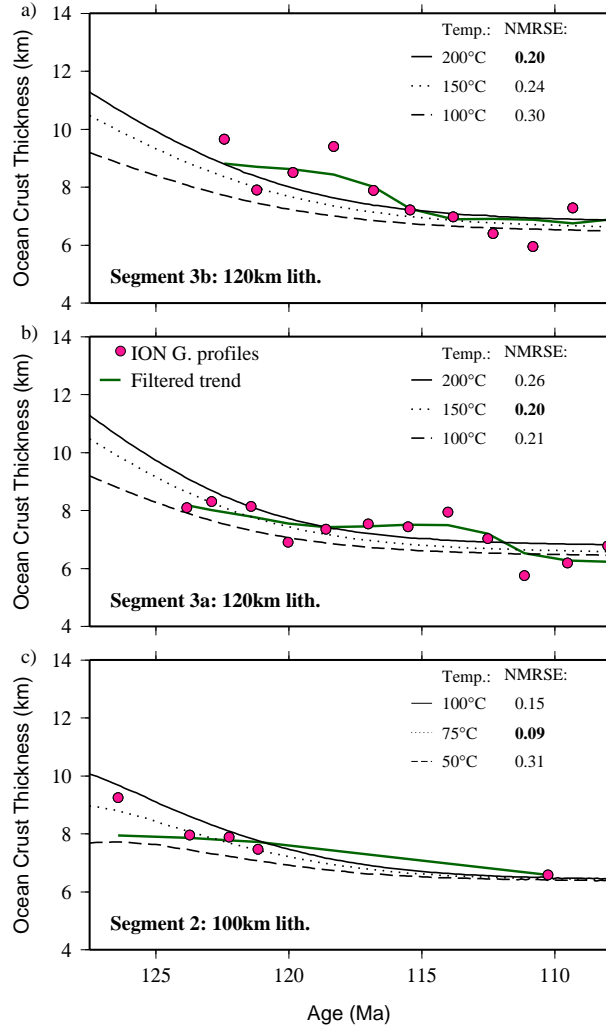 a)
14
12
10
8
6
4
Ocean Crust Thickness (km)
Temp.: NMRSE:
200°C 0.20
150°C 0.24
100°C 0.30
Segment 3b: 120km lith.
b)
14
12
10
8
6
4
Ocean Crust Thickness (km)
ION G. profiles
Filtered trend
Temp.: NMRSE:
200°C 0.26
150°C 0.20
100°C 0.21
Segment 3a: 120km lith.
c)
14
12
10
8
6
4
Ocean Crust Thickness (km)
Temp.: NMRSE:
100°C 0.15
75°C 0.09
50°C 0.31
Segment 2: 100km lith.
125 120 115 110
Age (Ma)